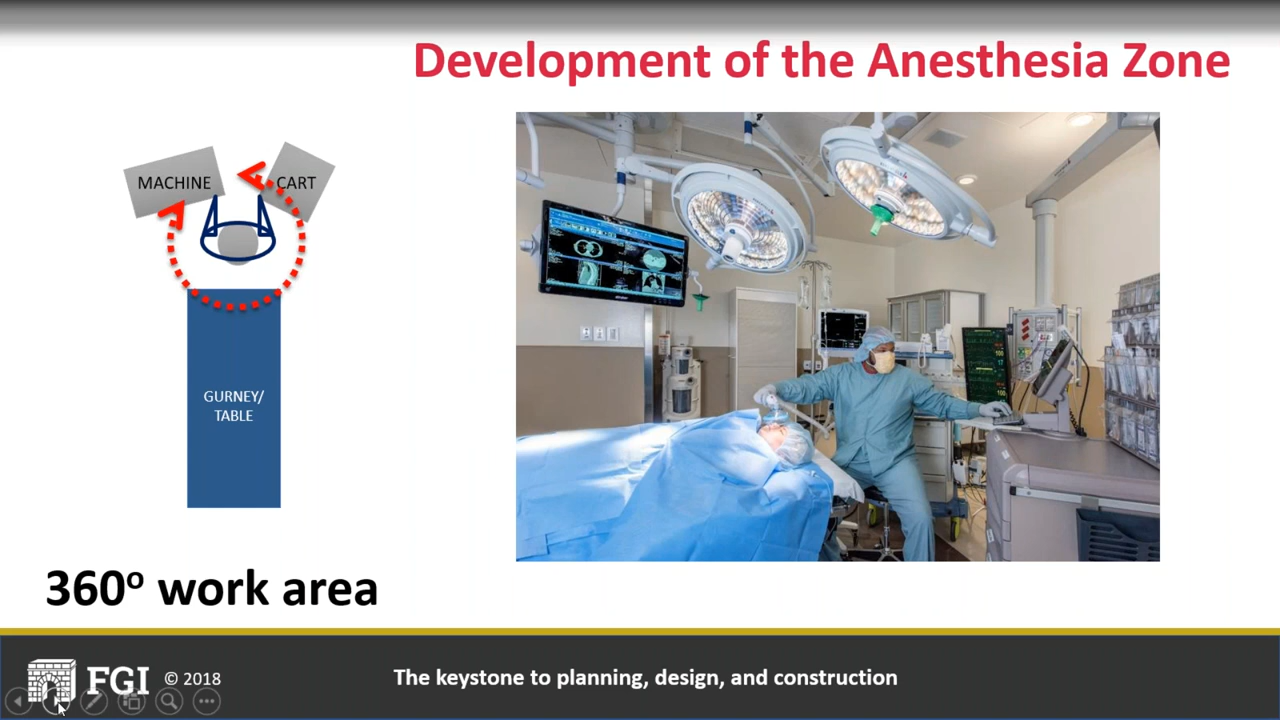 Development of the Anesthesia Zone
MACHINE
CART
GURNEY/
TABLE
360º work area
FGI © 2018
The keystone to planning, design, and construction